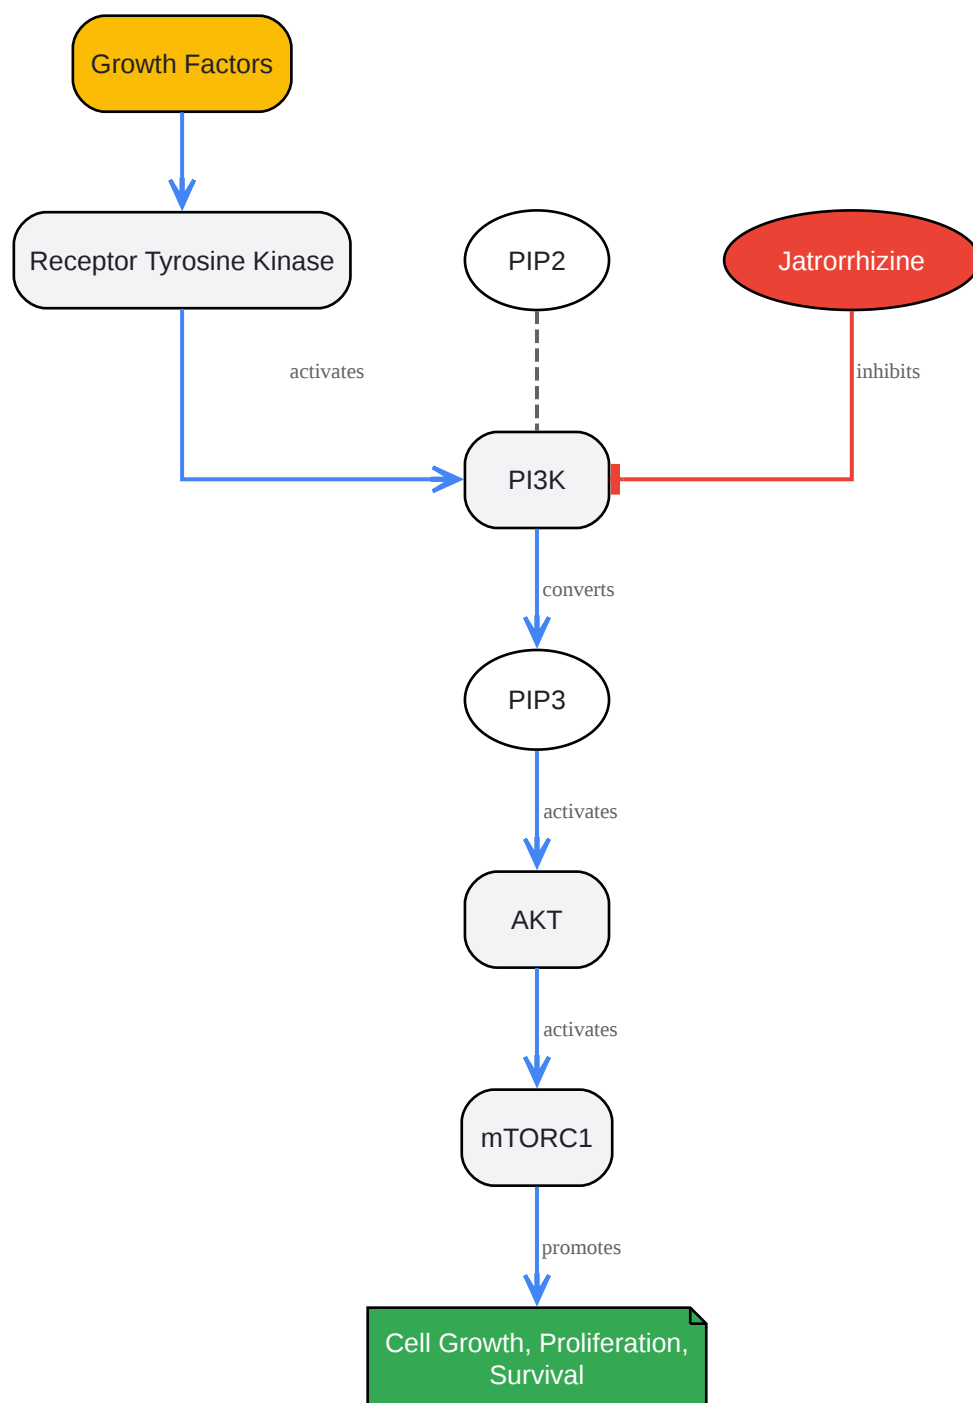 Growth Factors
Receptor Tyrosine Kinase
PIP2
Jatrorrhizine
activates
inhibits
PI3K
converts
PIP3
activates
AKT
activates
mTORC1
promotes
Cell Growth, Proliferation,
Survival